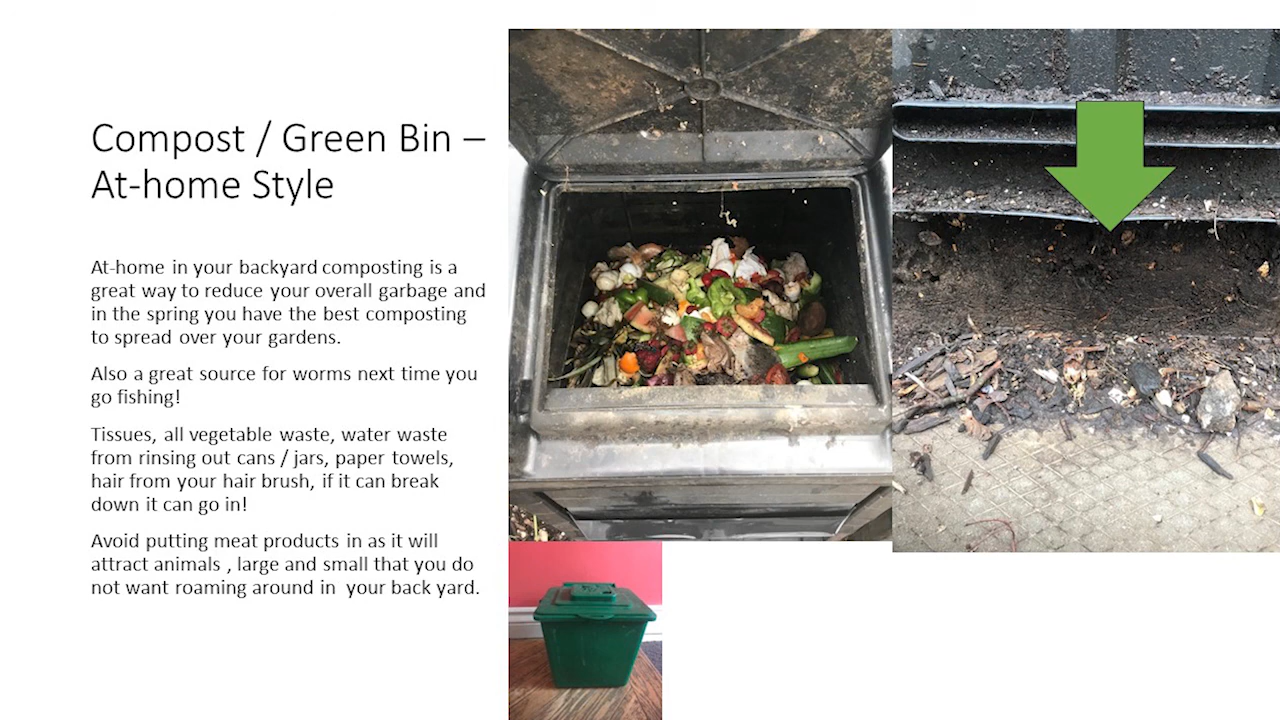 Compost / Green Bin –
At-home Style
At-home in your backyard composting is a
great way to reduce your overall garbage and
in the spring you have the best composting
to spread over your gardens.
Also a great source for worms next time you
go fishing!
Tissues, all vegetable waste, water waste
from rinsing out cans / jars, paper towels,
hair from your hair brush, if it can break
down it can go in!
Avoid putting meat products in as it will
attract animals , large and small that you do
not want roaming around in  your back yard.